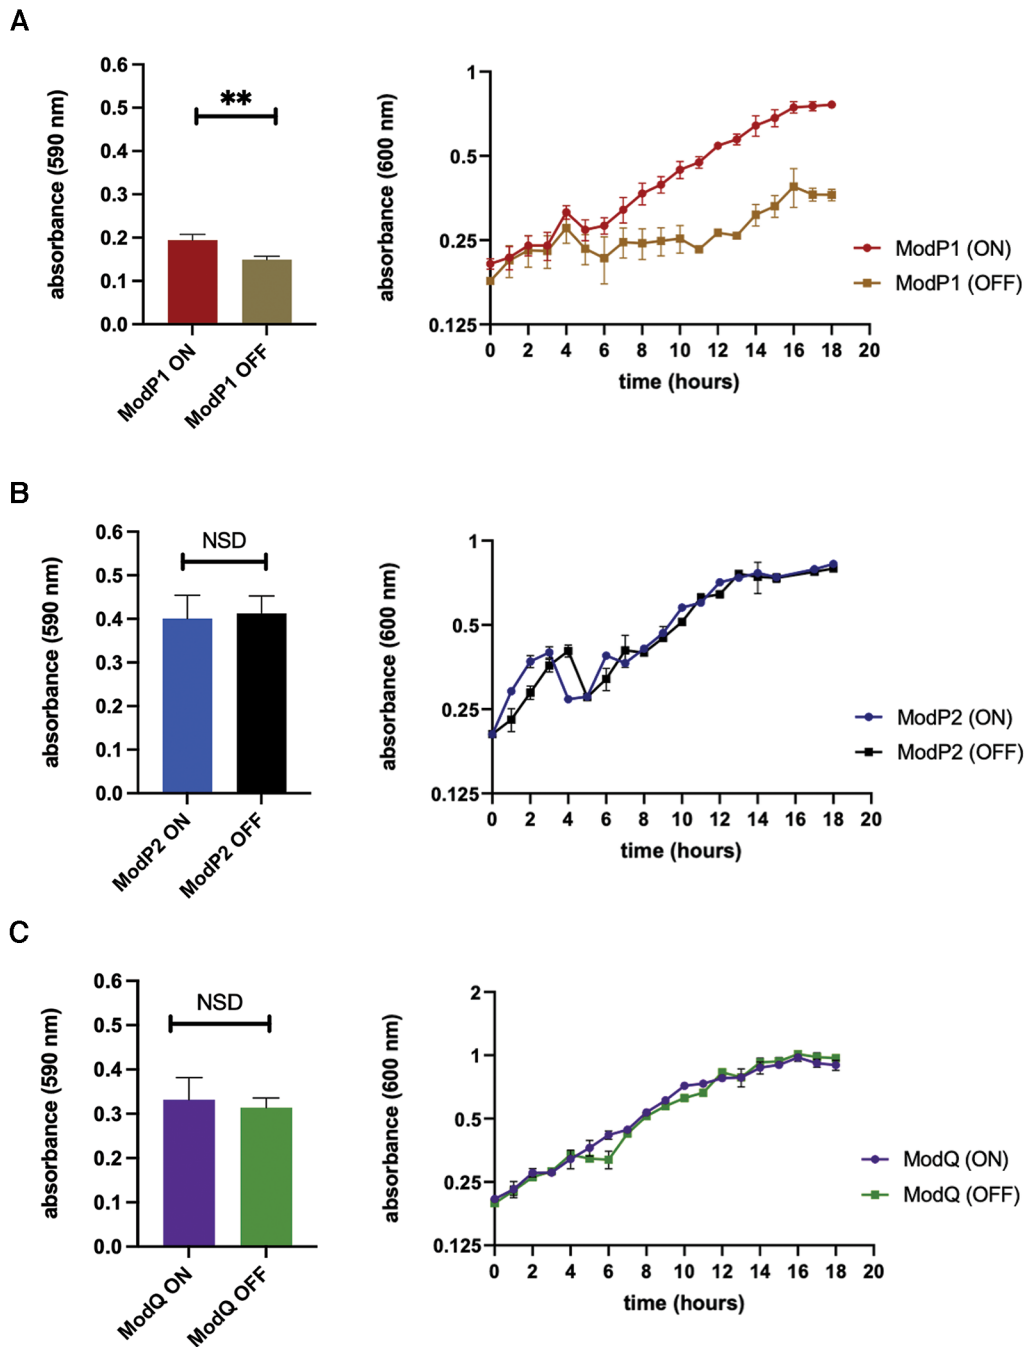 A
absorbance (590 nm)
0.6
0.5
0.4
0.3
0.2
0.1
0.0
**
ModP1 ON
ModP1 OFF
absorbance (600 nm)
1
0.5
0.25
0.125
0 2 4 6 8 10 12 14 16 18 20
time (hours)
ModP1 (ON)
ModP1 (OFF)
B
absorbance (590 nm)
0.6
0.5
0.4
0.3
0.2
0.1
0.0
NSD
ModP2 ON
ModP2 OFF
absorbance (600 nm)
1
0.5
0.25
0.125
0 2 4 6 8 10 12 14 16 18 20
time (hours)
ModP2 (ON)
ModP2 (OFF)
C
absorbance (590 nm)
0.6
0.5
0.4
0.3
0.2
0.1
0.0
NSD
ModQ ON
ModQ OFF
absorbance (600 nm)
2
1
0.5
0.25
0.125
0 2 4 6 8 10 12 14 16 18 20
time (hours)
ModQ (ON)
ModQ (OFF)